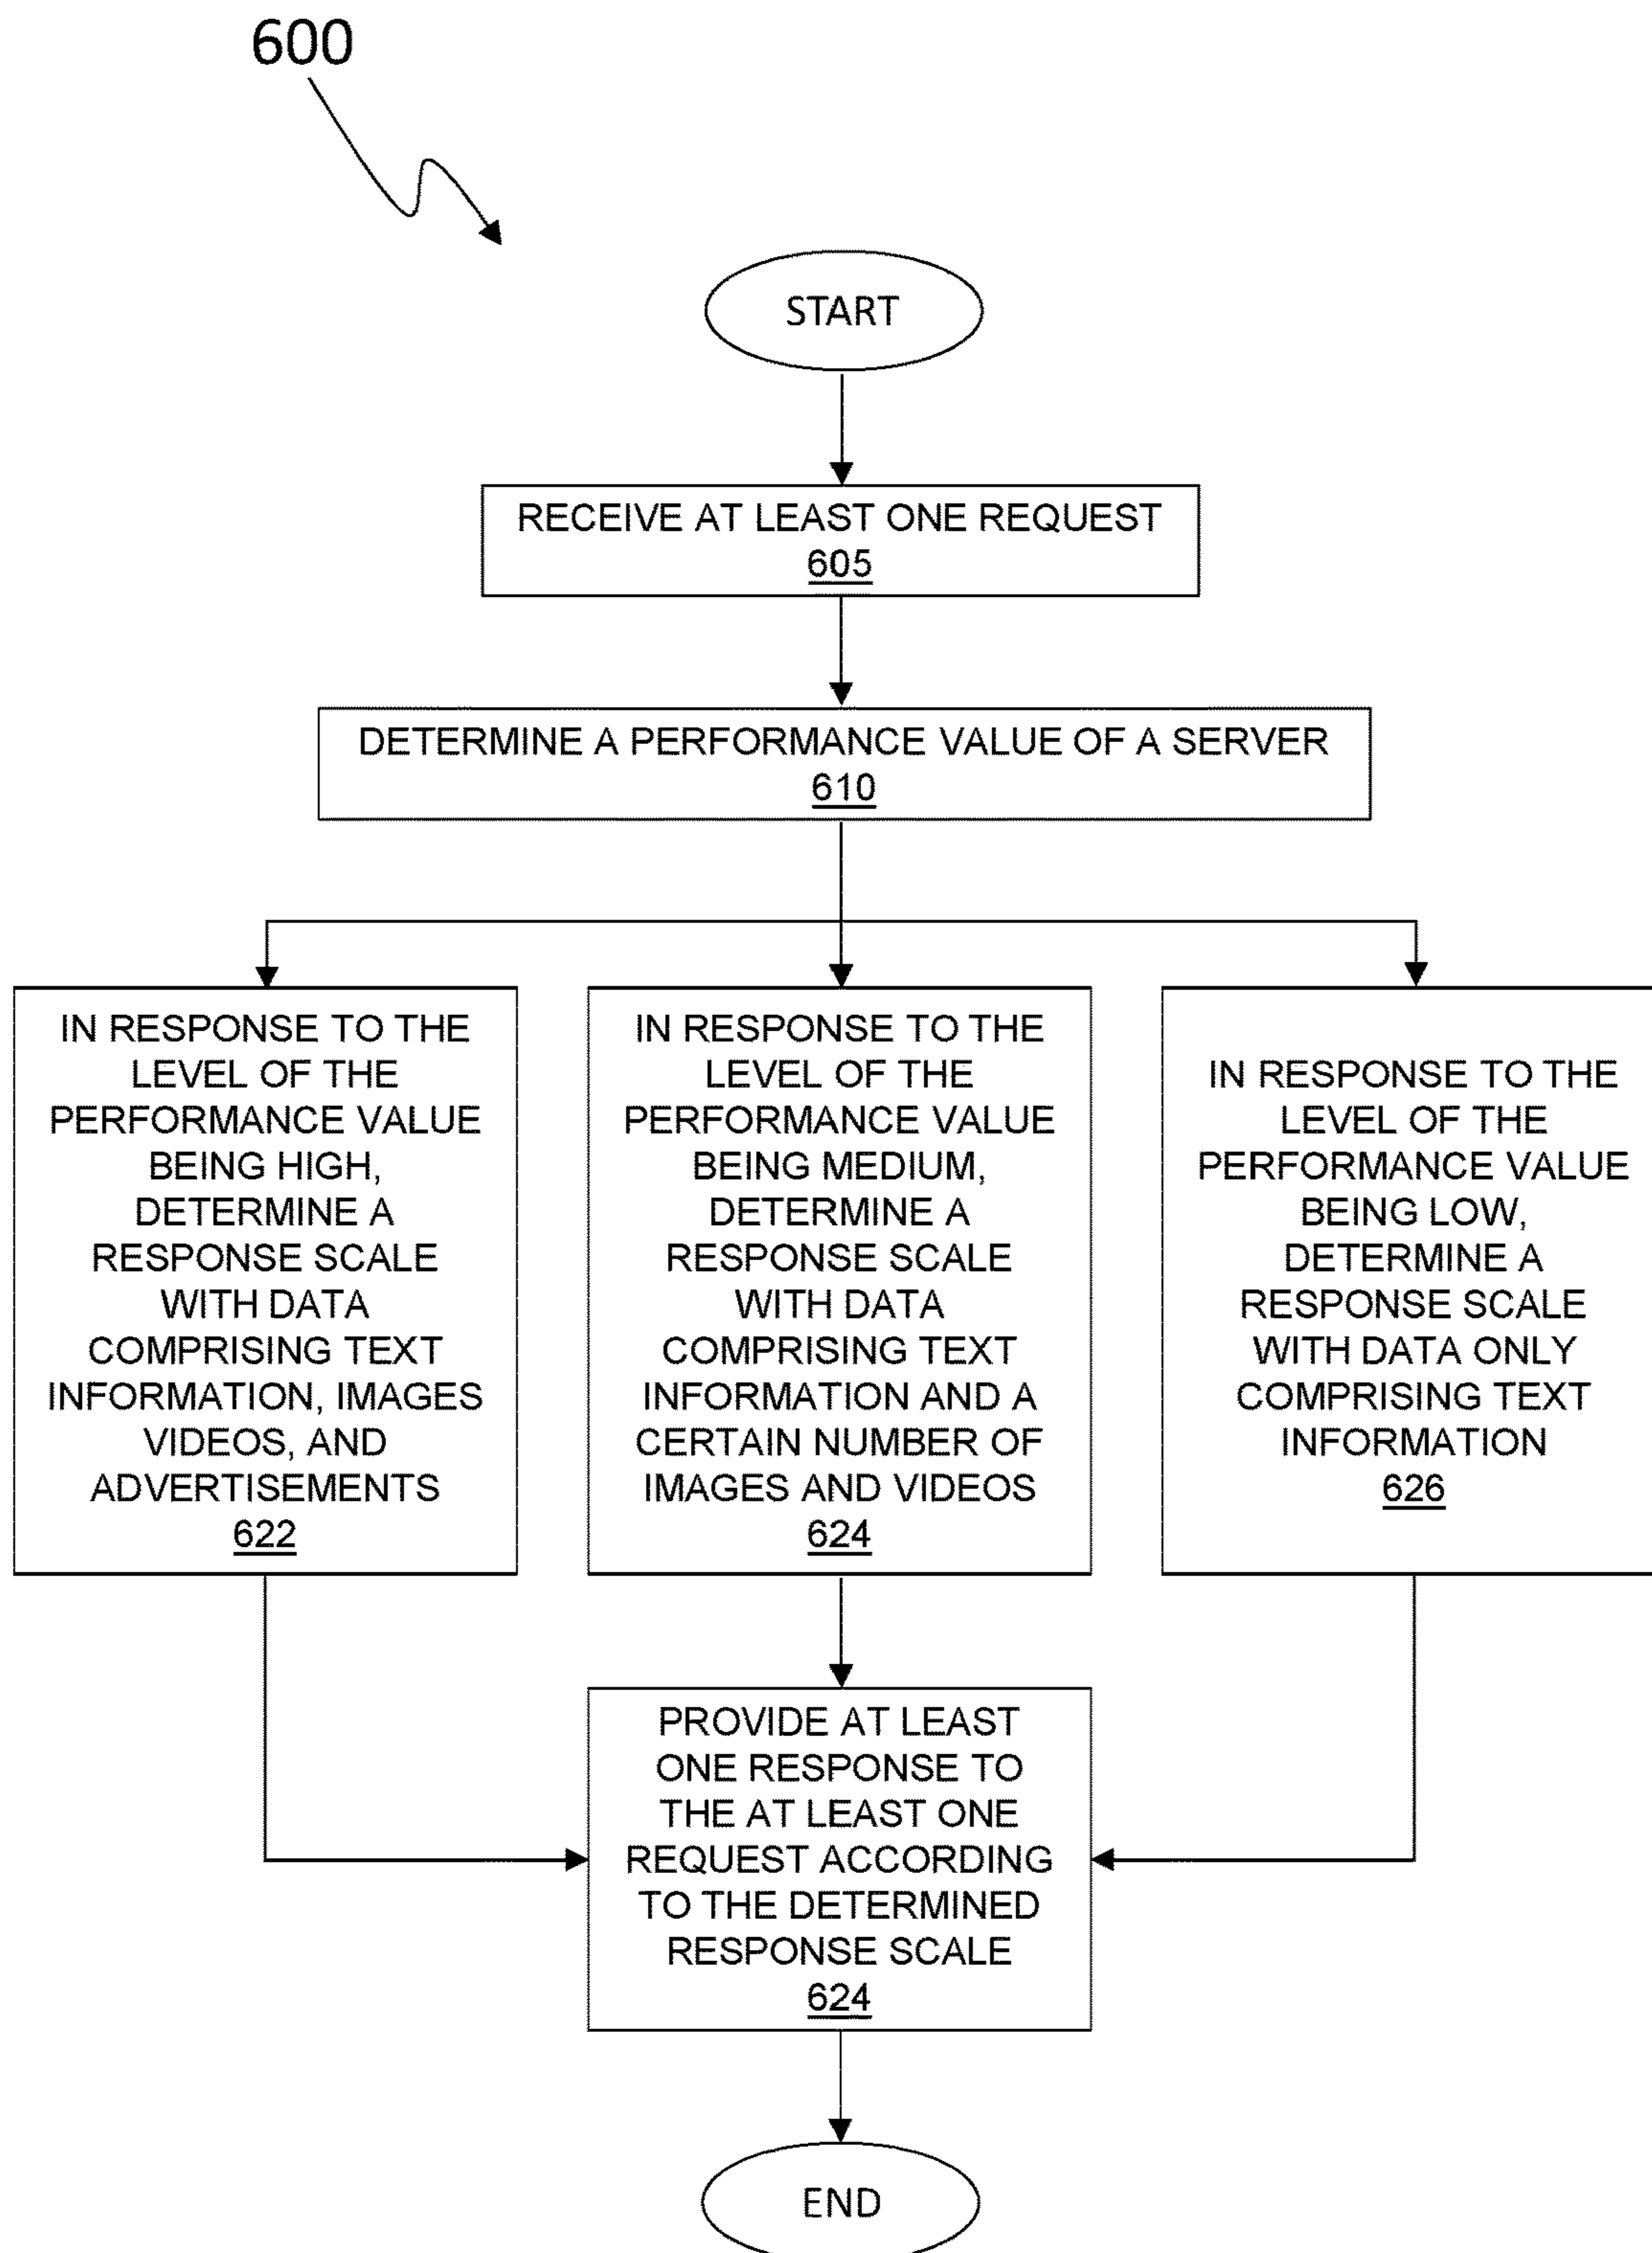 600
START
RECEIVE AT LEAST ONE REQUEST
605
DETERMINE A PERFORMANCE VALUE OF A SERVER
610
IN RESPONSE TO THE
LEVEL OF THE
PERFORMANCE VALUE
BEING HIGH,
DETERMINE A
RESPONSE SCALE
WITH DATA
COMPRISING TEXT
INFORMATION, IMAGES
VIDEOS, AND
ADVERTISEMENTS
622
IN RESPONSE TO THE
LEVEL OF THE
PERFORMANCE VALUE
BEING MEDIUM,
DETERMINE A
RESPONSE SCALE
WITH DATA
COMPRISING TEXT
INFORMATION AND A
CERTAIN NUMBER OF
IMAGES AND VIDEOS
624
IN RESPONSE TO THE
LEVEL OF THE
PERFORMANCE VALUE
BEING LOW,
DETERMINE A
RESPONSE SCALE
WITH DATA ONLY
COMPRISING TEXT
INFORMATION
626
PROVIDE AT LEAST
ONE RESPONSE TO
THE AT LEAST ONE
REQUEST ACCORDING
TO THE DETERMINED
RESPONSE SCALE
624
END